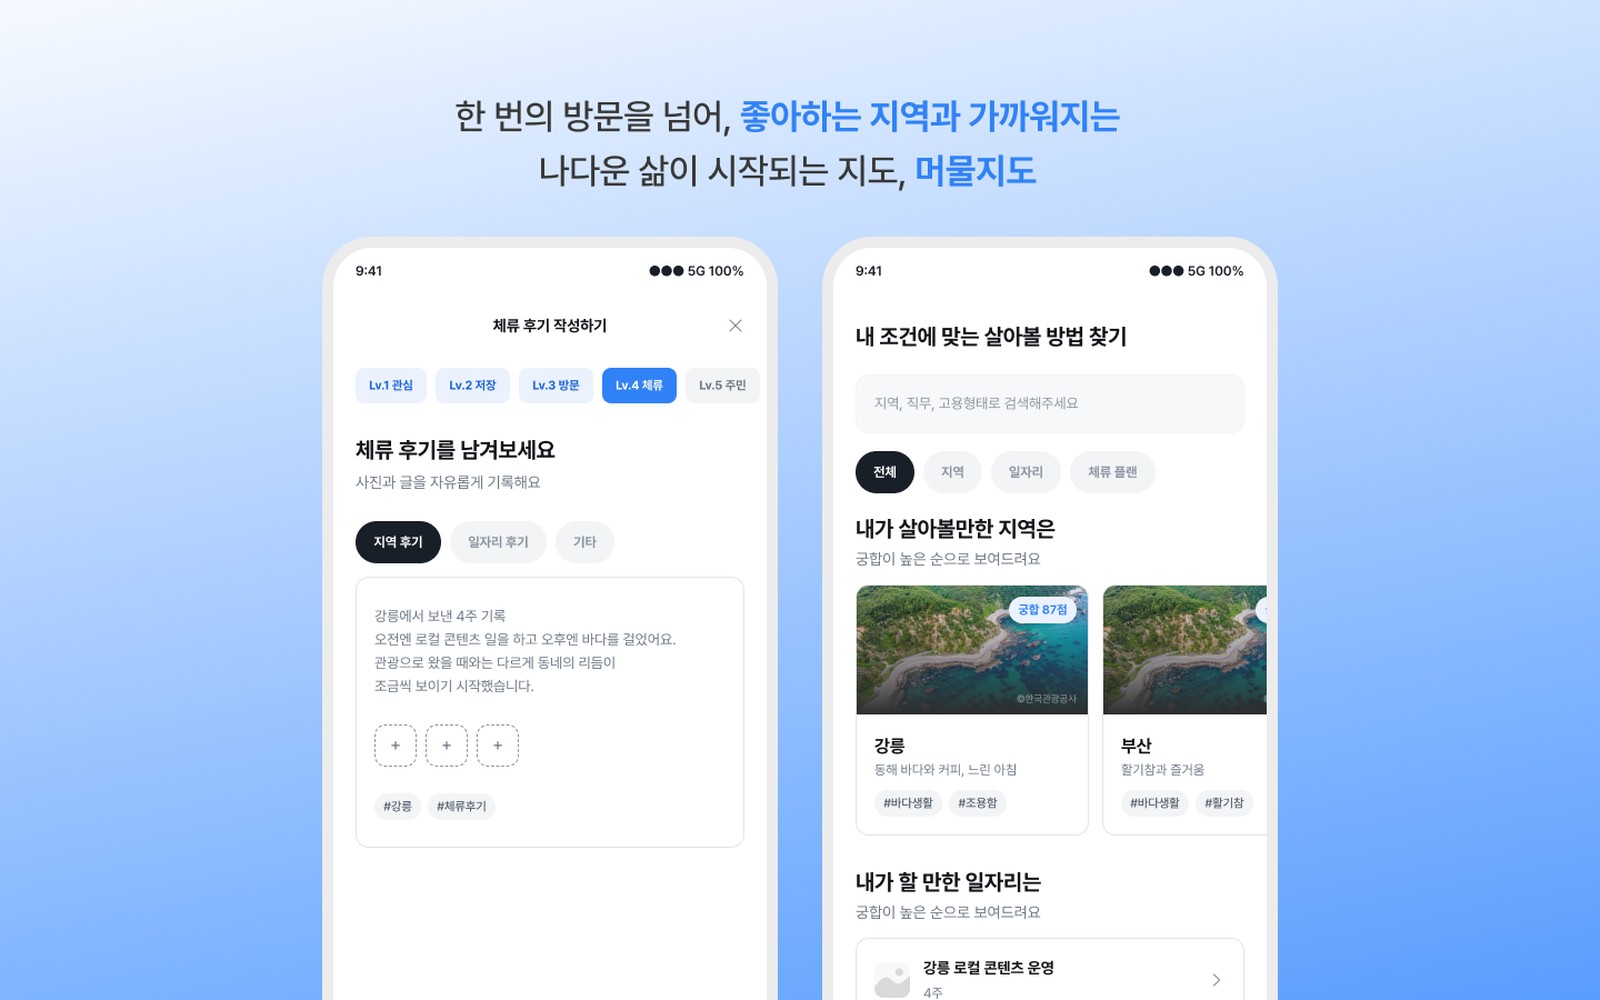 한 번의 방문을 넘어, 좋아하는 지역과 가까워지는
나다운 삶이 시작되는 지도, 머물지도
9:41
5G 100%
체류 후기 작성하기
Lv.1 관심
Lv.2 저장
Lv.3 방문
Lv.4 체류
Lv.5 주민
체류 후기를 남겨보세요
사진과 글을 자유롭게 기록해요
지역 후기
일자리 후기
기타
강릉에서 보낸 4주 기록
오전엔 로컬 콘텐츠 일을 하고 오후엔 바다를 걸었어요.
관광으로 왔을 때와는 다르게 동네의 리듬이
조금씩 보이기 시작했습니다.
+
+
+
#강릉
#체류후기
9:41
5G 100%
내 조건에 맞는 살아볼 방법 찾기
지역, 직무, 고용형태로 검색해주세요
전체
지역
일자리
체류 플랜
내가 살아볼만한 지역은
궁합이 높은 순으로 보여드려요
궁합 87점
©한국관광공사
강릉
동해 바다와 커피, 느린 아침
#바다생활
#조용함
부산
활기참과 즐거움
#바다생활
#활기참
내가 할 만한 일자리는
궁합이 높은 순으로 보여드려요
강릉 로컬 콘텐츠 운영
4주